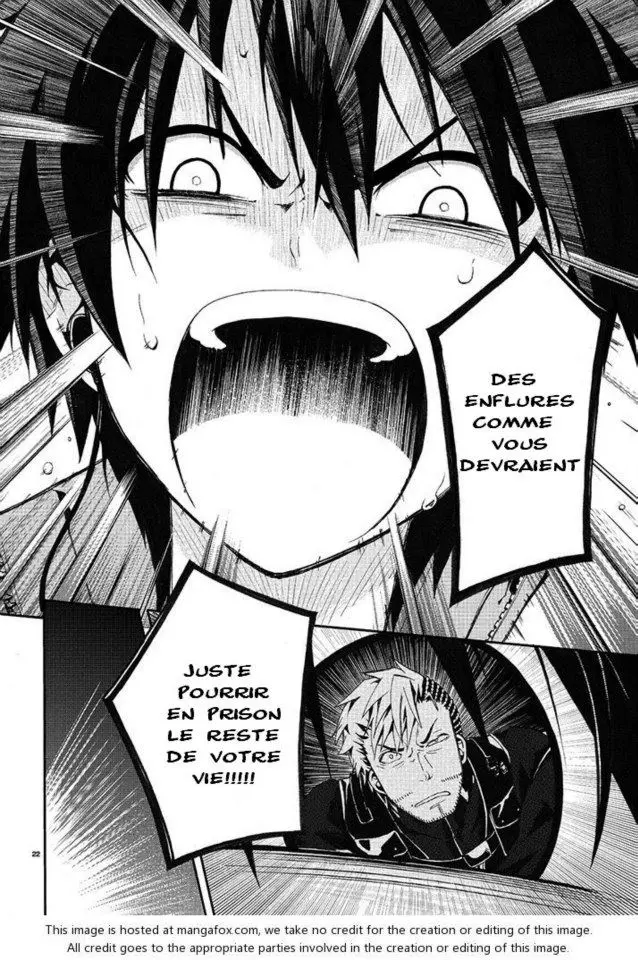 DES
ENFLURES
COMME
VOUS
DEVRAIENT
JUSTE
POURRIR
EN PRISON
LE RESTE
DE VOTRE
VIE!!!!!
22
This image is hosted at mangafox.com, we take no credit for the creation or editing of this image.
All credit goes to the appropriate parties involved in the creation or editing of this image.